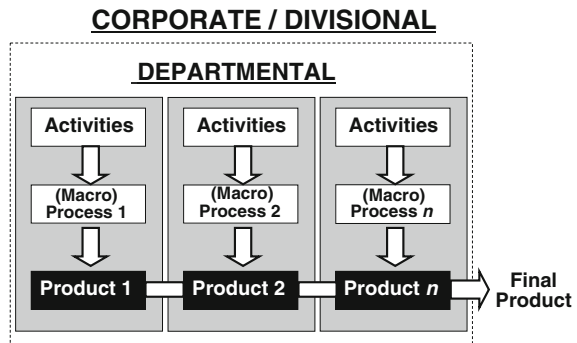 CORPORATE / DIVISIONAL
DEPARTMENTAL
Activities
Activities
Activities
(Macro)
Process 1
(Macro)
Process 2
(Macro)
Process n
Product 1
Product 2
Product n
Final
Product